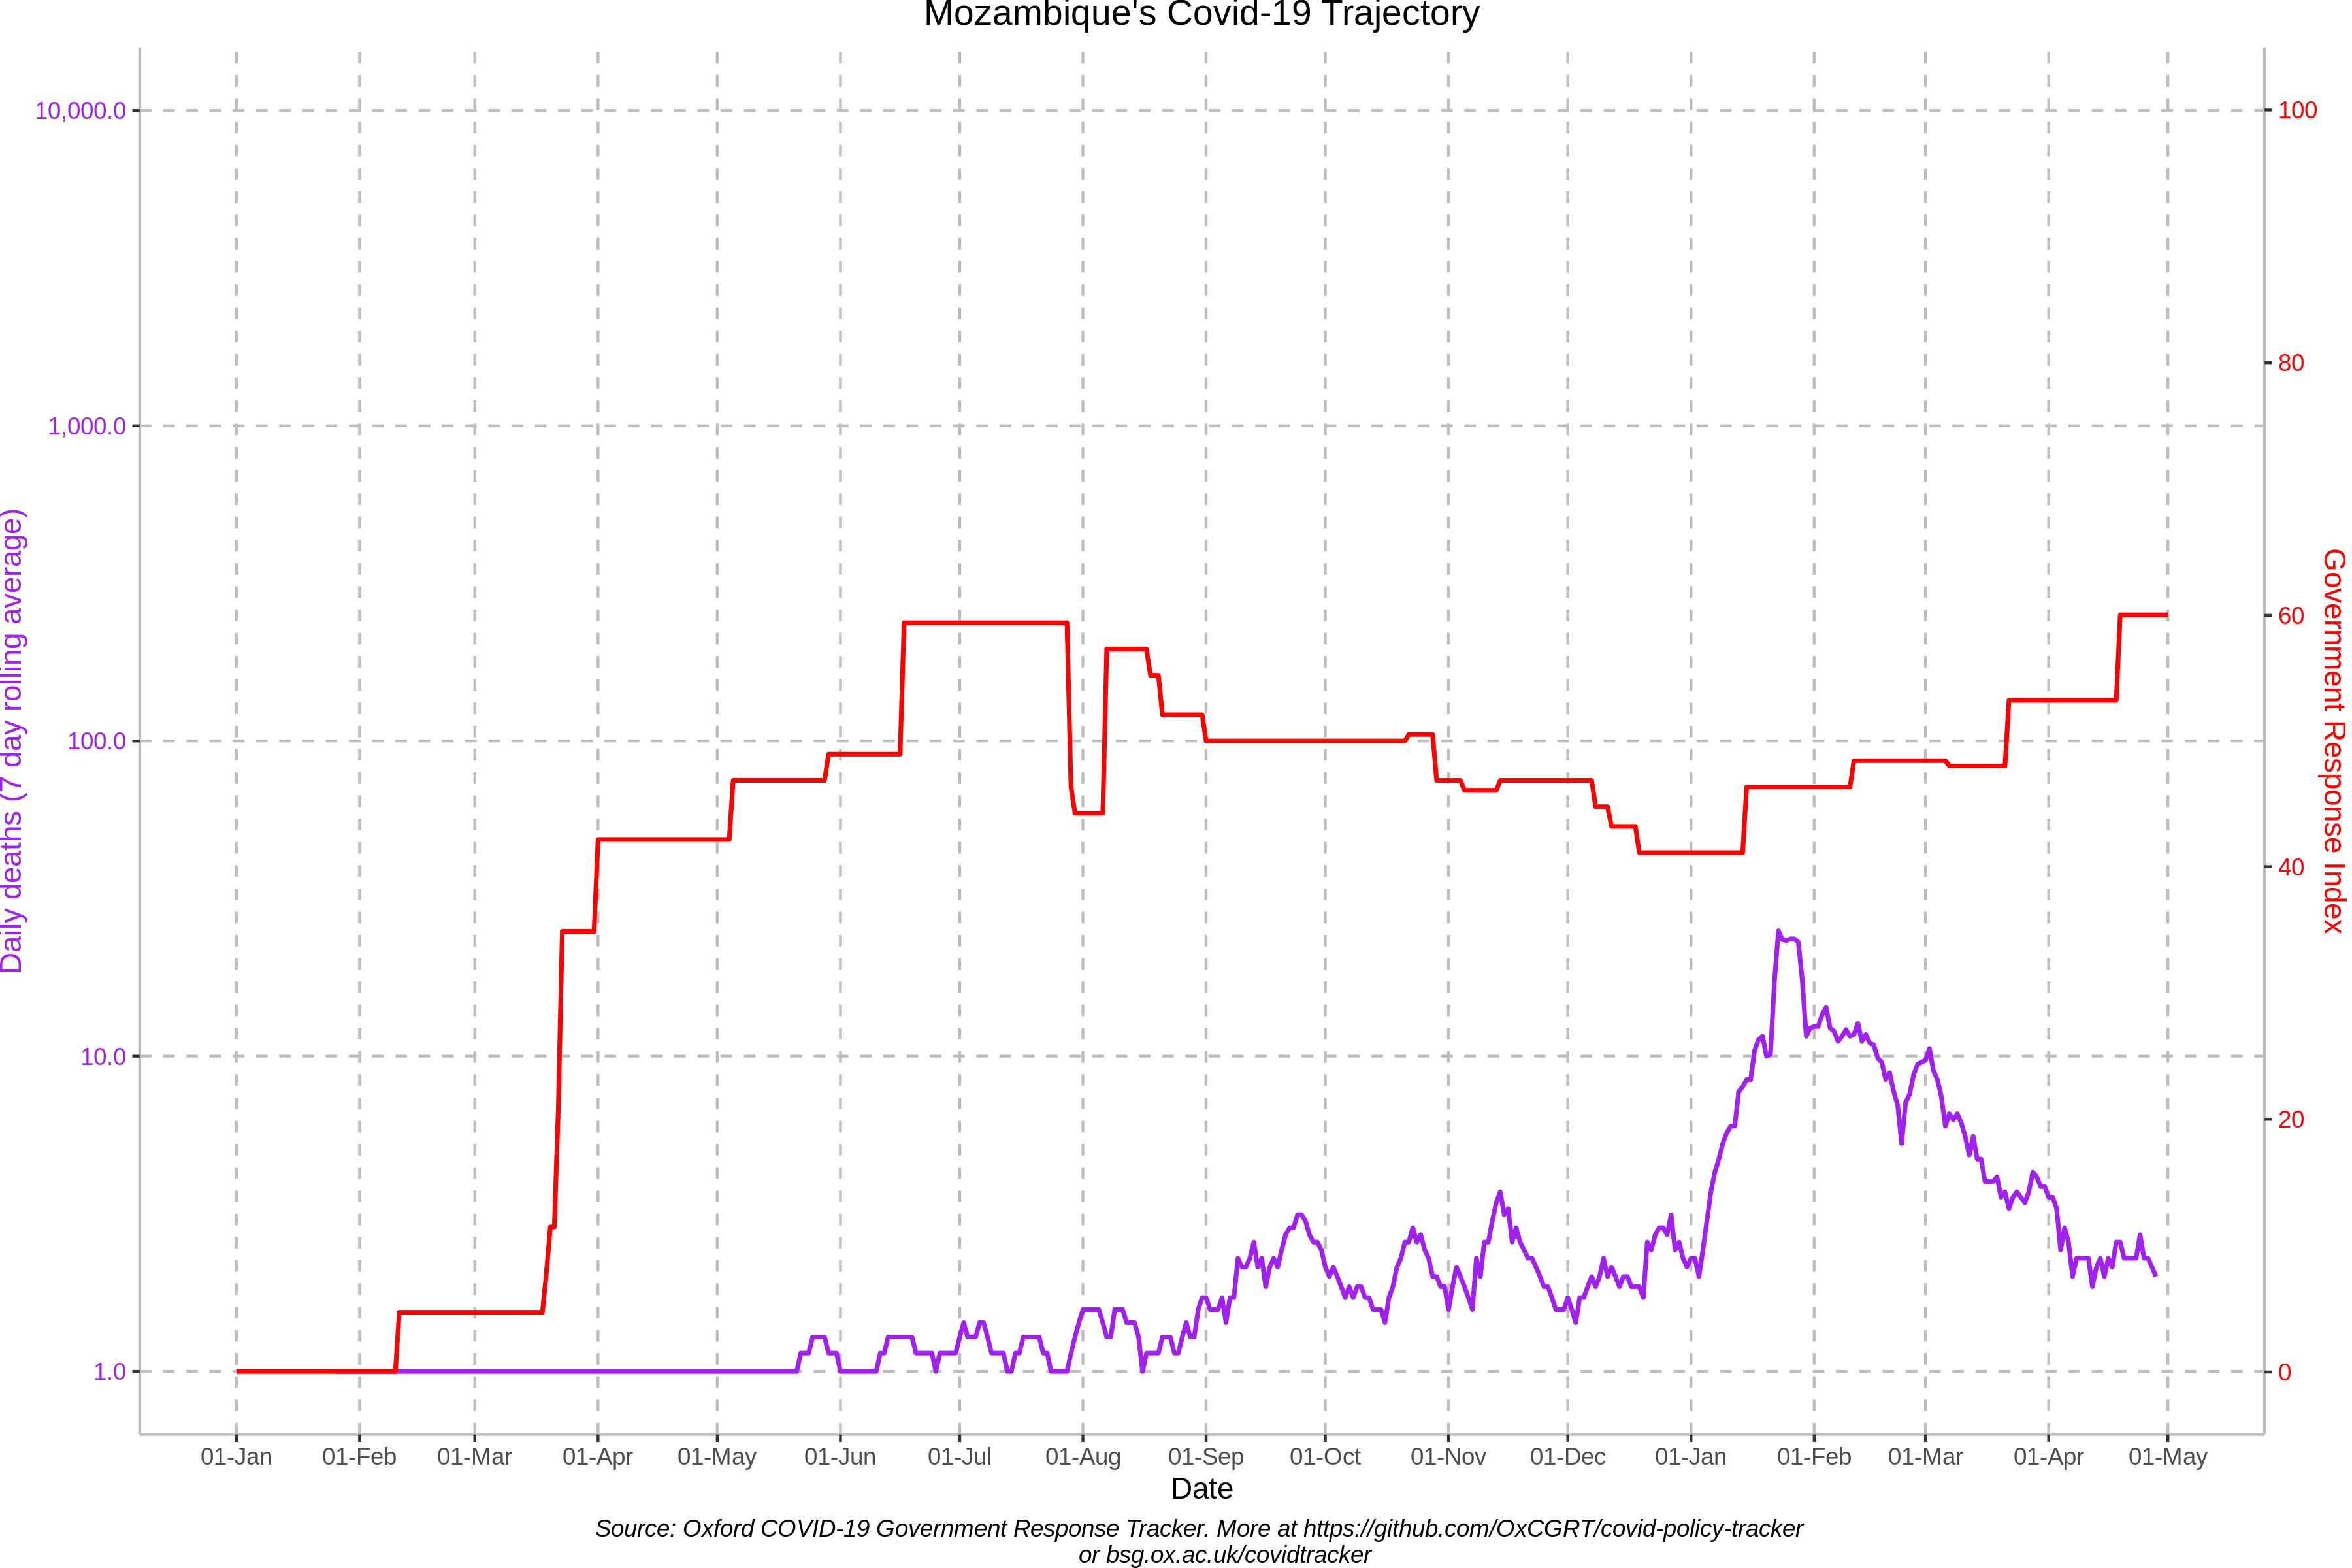 Mozambique's Covid-19 Trajectory
10,000.0
1,000.0
100.0
10.0
1.0
Daily deaths (7 day rolling average)
100
80
60
40
20
0
Government Response Index
01-Jan 01-Feb 01-Mar 01-Apr 01-May 01-Jun 01-Jul 01-Aug 01-Sep 01-Oct 01-Nov 01-Dec 01-Jan 01-Feb 01-Mar 01-Apr 01-May
Date
Source: Oxford COVID-19 Government Response Tracker. More at https://github.com/OxCGRT/covid-policy-tracker
or bsg.ox.ac.uk/covidtracker